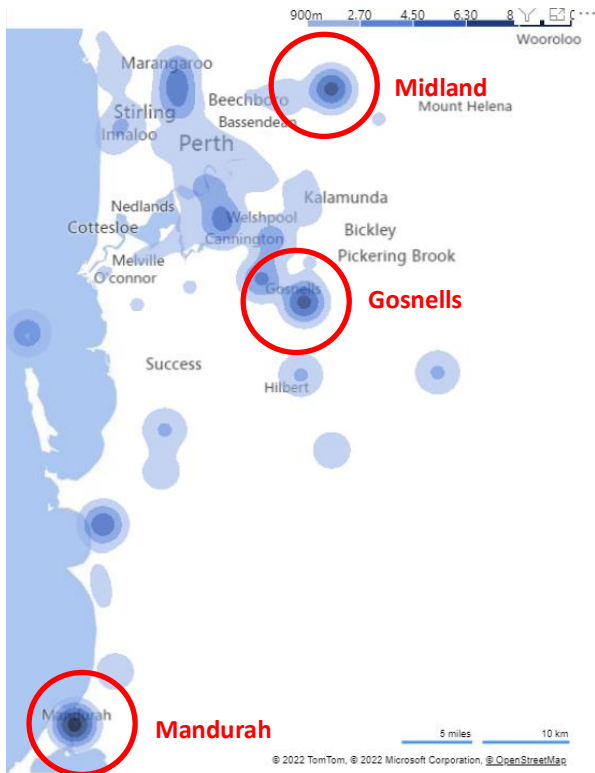 900m 2.70 4.50 6.30 8
Wooroloo
Marangaroo
Midland
Beechboro
Mount Helena
Stirling
Bassendean
Innaloo
Perth
Kalamunda
Nedlands
Welshpool
Cottesloe
Bickley
Cannington
Pickering Brook
Melville
O'connor
Gosnells
Gosnells
Success
Hilbert
Mandurah
Mandurah
5 miles 10 km
© 2022 TomTom, © 2022 Microsoft Corporation, © OpenStreetMap